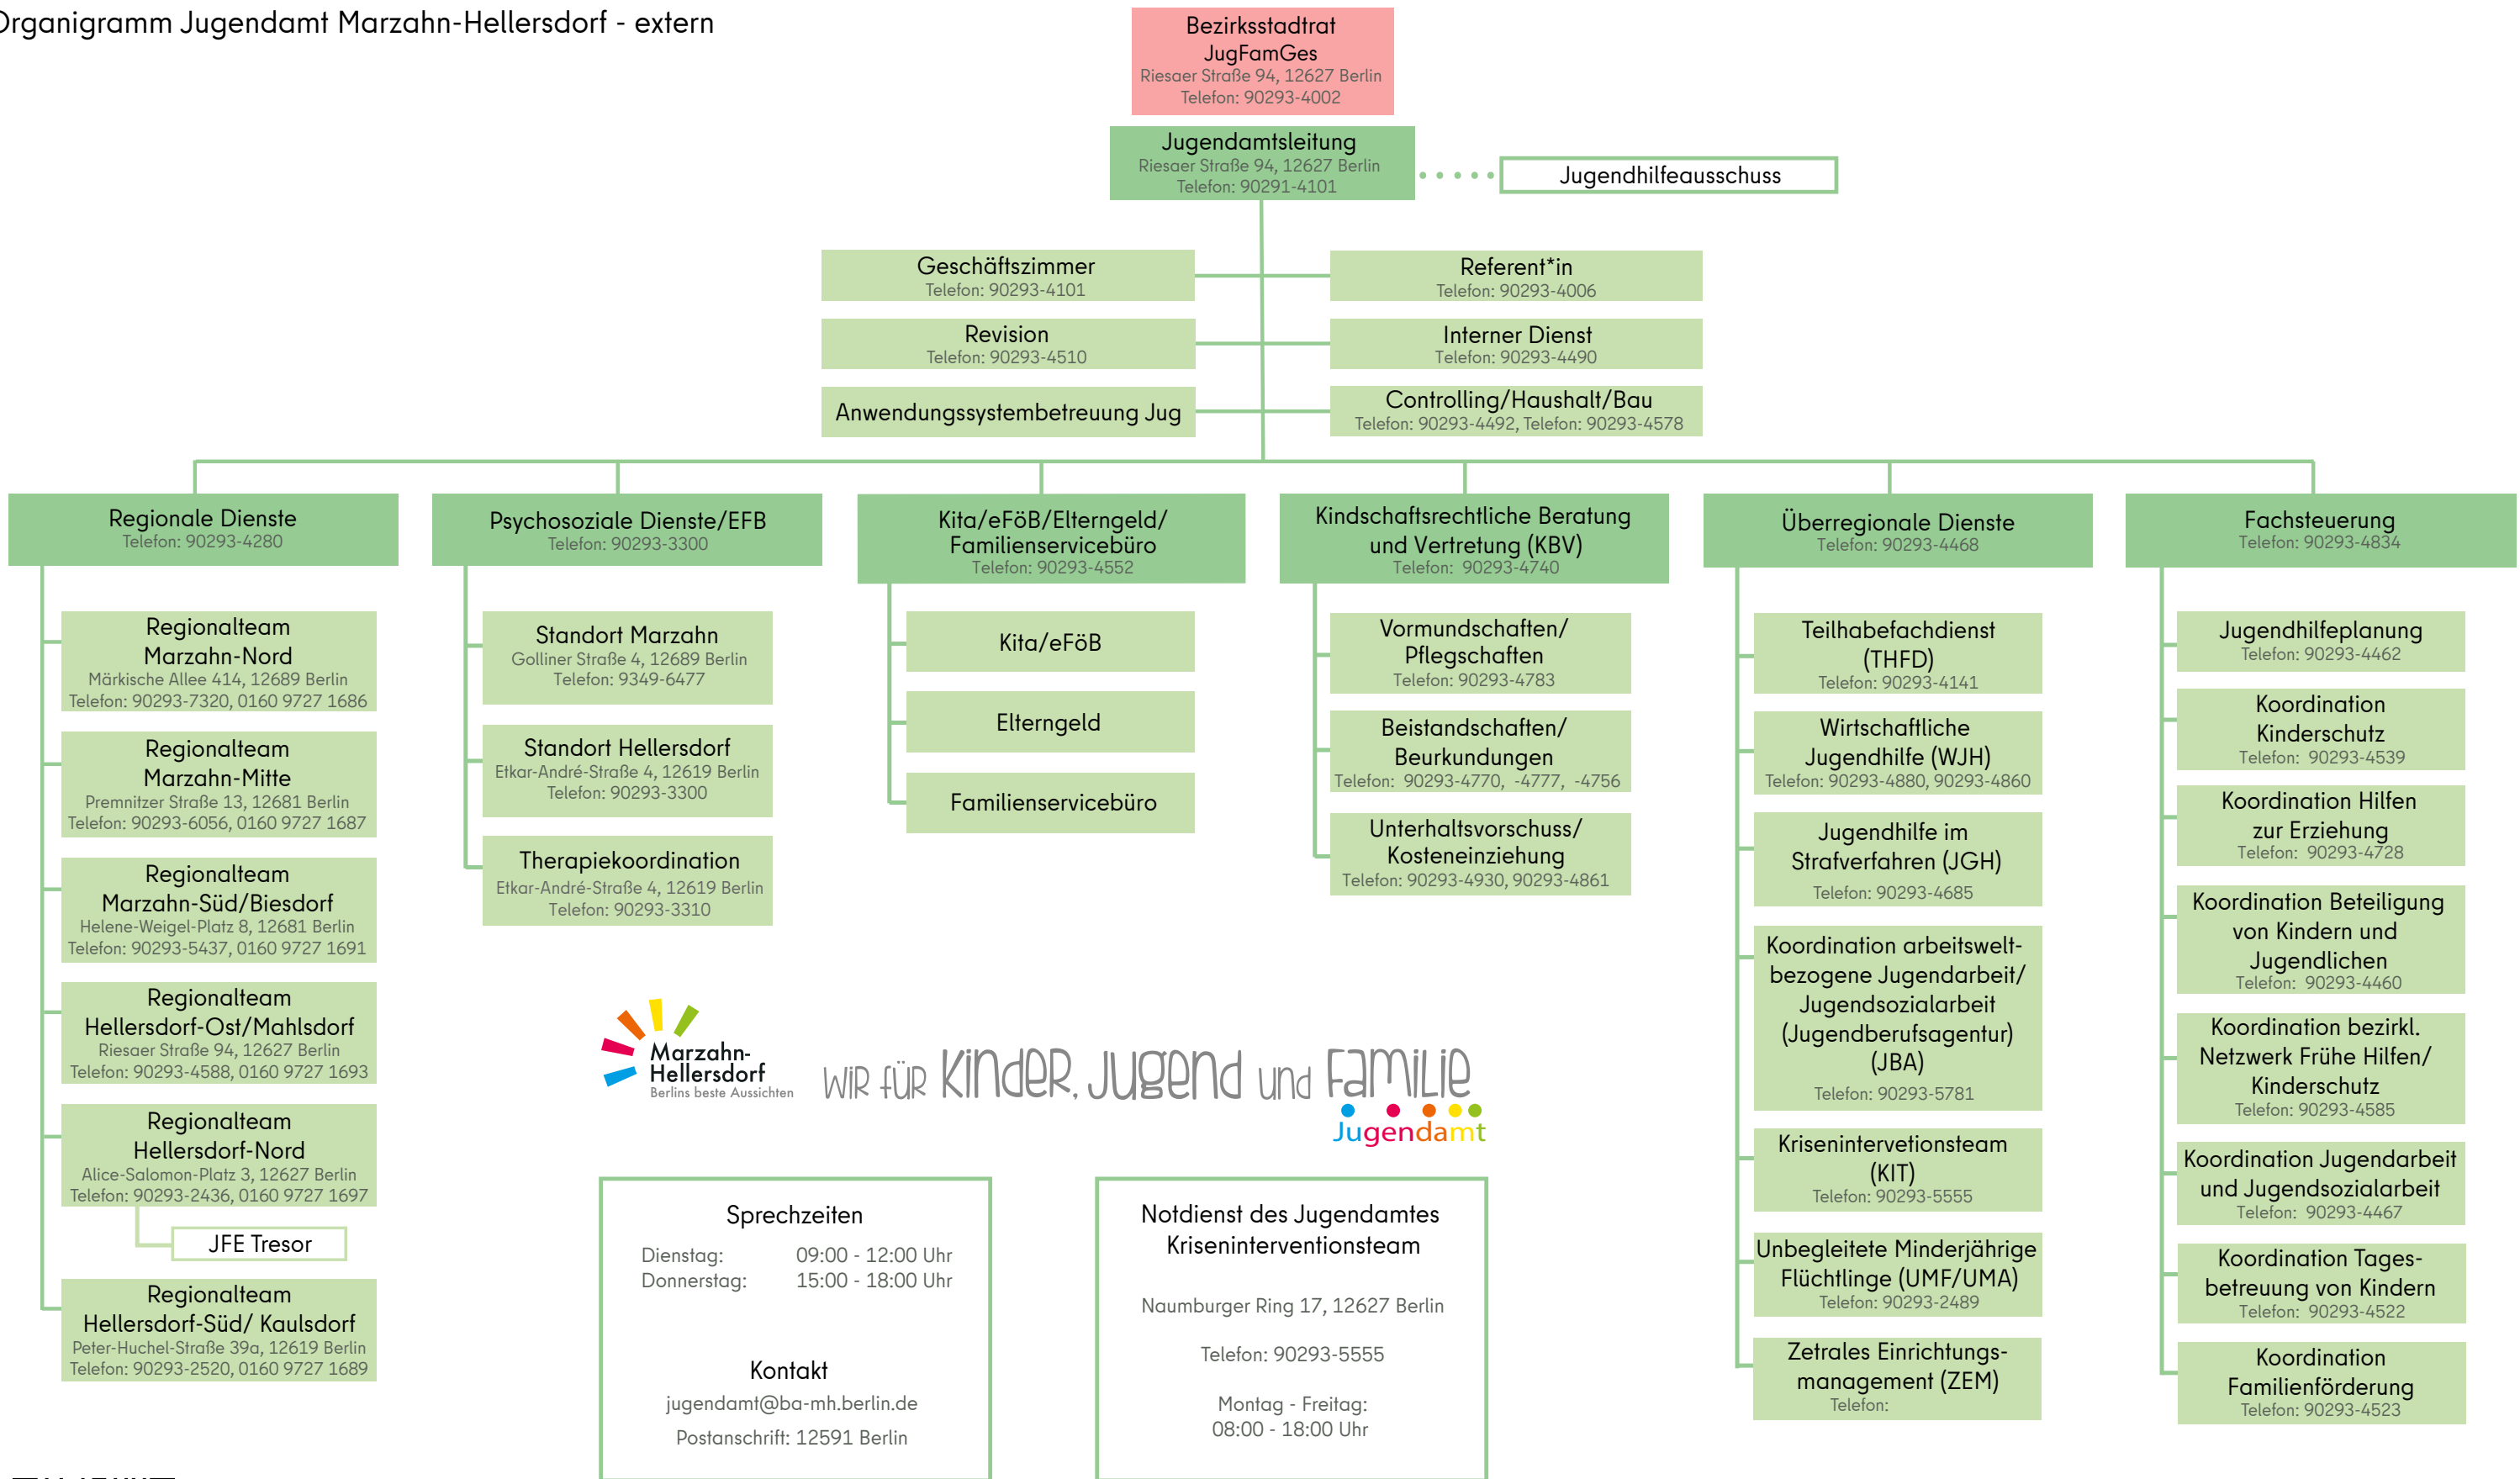 Organigramm Jugendamt Marzahn-Hellersdorf - extern
Bezirksstadtrat
JugFamGes
Riesaer Straße 94, 12627 Berlin
Telefon: 90293-4002
Jugendamtsleitung
Riesaer Straße 94, 12627 Berlin
Telefon: 90291-4101
Jugendhilfeausschuss
Geschäftszimmer
Telefon: 90293-4101
Referent*in
Telefon: 90293-4006
Revision
Telefon: 90293-4510
Interner Dienst
Telefon: 90293-4490
Anwendungssystembetreuung Jug
Controlling/Haushalt/Bau
Telefon: 90293-4492, Telefon: 90293-4578
Regionale Dienste
Telefon: 90293-4280
Regionalteam
Marzahn-Nord
Märkische Allee 414, 12689 Berlin
Telefon: 90293-7320, 0160 9727 1686
Regionalteam
Marzahn-Mitte
Premnitzer Straße 13, 12681 Berlin
Telefon: 90293-6056, 0160 9727 1687
Regionalteam
Marzahn-Süd/Biesdorf
Helene-Weigel-Platz 8, 12681 Berlin
Telefon: 90293-5437, 0160 9727 1691
Regionalteam
Hellersdorf-Ost/Mahlsdorf
Riesaer Straße 94, 12627 Berlin
Telefon: 90293-4588, 0160 9727 1693
Regionalteam
Hellersdorf-Nord
Alice-Salomon-Platz 3, 12627 Berlin
Telefon: 90293-2436, 0160 9727 1697
JFE Tresor
Regionalteam
Hellersdorf-Süd/ Kaulsdorf
Peter-Huchel-Straße 39a, 12619 Berlin
Telefon: 90293-2520, 0160 9727 1689
Psychosoziale Dienste/EFB
Telefon: 90293-3300
Standort Marzahn
Golliner Straße 4, 12689 Berlin
Telefon: 9349-6477
Standort Hellersdorf
Etkar-André-Straße 4, 12619 Berlin
Telefon: 90293-3300
Therapiekoordination
Etkar-André-Straße 4, 12619 Berlin
Telefon: 90293-3310
Kita/eFöB/Elterngeld/
Familienservicebüro
Telefon: 90293-4552
Kita/eFöB
Elterngeld
Familienservicebüro
Kindschaftsrechtliche Beratung
und Vertretung (KBV)
Telefon: 90293-4740
Vormundschaften/
Pflegschaften
Telefon: 90293-4783
Beistandschaften/
Beurkundungen
Telefon: 90293-4770, -4777, -4756
Unterhaltsvorschuss/
Kosteneinziehung
Telefon: 90293-4930, 90293-4861
Überregionale Dienste
Telefon: 90293-4468
Teilhabefachdienst
(THFD)
Telefon: 90293-4141
Wirtschaftliche
Jugendhilfe (WJH)
Telefon: 90293-4880, 90293-4860
Jugendhilfe im
Strafverfahren (JGH)
Telefon: 90293-4685
Koordination arbeitswelt-
bezogene Jugendarbeit/
Jugendsozialarbeit
(Jugendberufsagentur)
(JBA)
Telefon: 90293-5781
Krisenintervetionsteam
(KIT)
Telefon: 90293-5555
Unbegleitete Minderjährige
Flüchtlinge (UMF/UMA)
Telefon: 90293-2489
Zetrales Einrichtungs-
management (ZEM)
Telefon:
Fachsteuerung
Telefon: 90293-4834
Jugendhilfeplanung
Telefon: 90293-4462
Koordination
Kinderschutz
Telefon: 90293-4539
Koordination Hilfen
zur Erziehung
Telefon: 90293-4728
Koordination Beteiligung
von Kindern und
Jugendlichen
Telefon: 90293-4460
Koordination bezirkl.
Netzwerk Frühe Hilfen/
Kinderschutz
Telefon: 90293-4585
Koordination Jugendarbeit
und Jugendsozialarbeit
Telefon: 90293-4467
Koordination Tages-
betreuung von Kindern
Telefon: 90293-4522
Koordination
Familienförderung
Telefon: 90293-4523
Marzahn-
Hellersdorf
Berlins beste Aussichten
WiR füR KindeR, Jugend und FamiLie
Jugendamt
Sprechzeiten
Dienstag: 09:00 - 12:00 Uhr
Donnerstag: 15:00 - 18:00 Uhr
Kontakt
jugendamt@ba-mh.berlin.de
Postanschrift: 12591 Berlin
Notdienst des Jugendamtes
Kriseninterventionsteam
Naumburger Ring 17, 12627 Berlin
Telefon: 90293-5555
Montag - Freitag:
08:00 - 18:00 Uhr